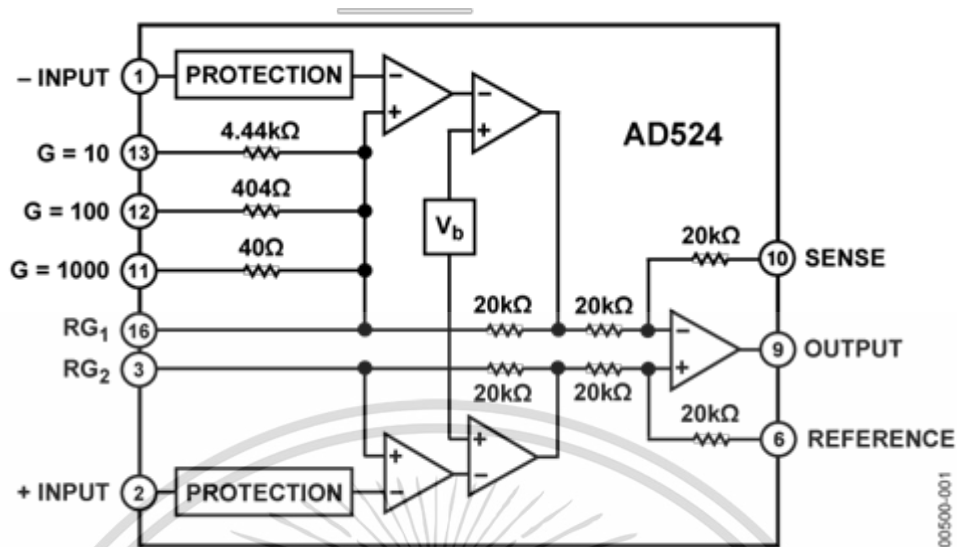 – INPUT 1 PROTECTION
AD524
4.44kΩ
G = 10 13
404Ω
G = 100 12
Vb
40Ω
G = 1000 11
20kΩ
10 SENSE
RG1 16
20kΩ 20kΩ
RG2 3
9 OUTPUT
20kΩ 20kΩ
20kΩ
6 REFERENCE
+ INPUT 2 PROTECTION
– + – + – + + – + –
00500-001